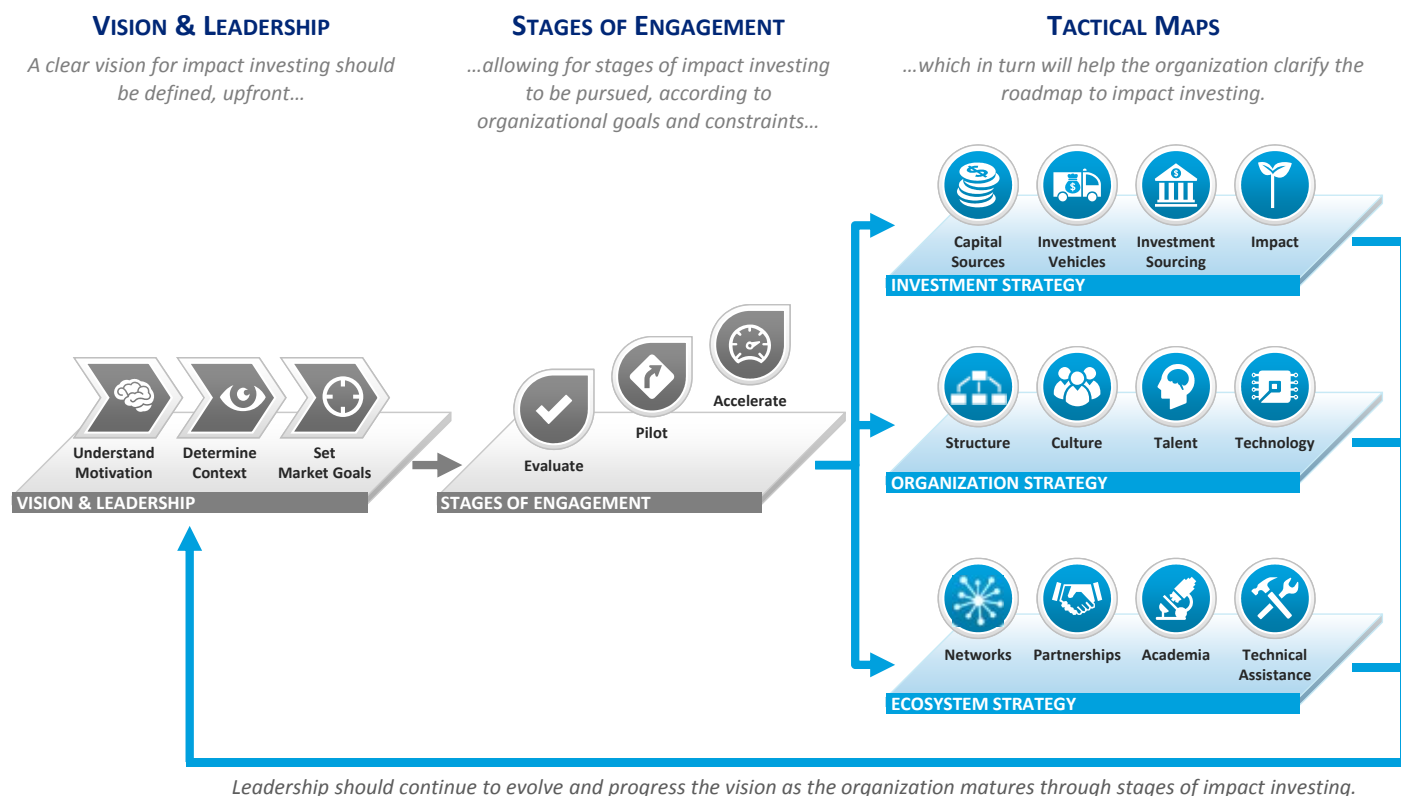 VISION & LEADERSHIP
A clear vision for impact investing should
be defined, upfront…
STAGES OF ENGAGEMENT
…allowing for stages of impact investing
to be pursued, according to
organizational goals and constraints…
TACTICAL MAPS
…which in turn will help the organization clarify the
roadmap to impact investing.
Understand
Motivation
Determine
Context
Set
Market Goals
VISION & LEADERSHIP
Evaluate
Pilot
Accelerate
STAGES OF ENGAGEMENT
Capital
Sources
Investment
Vehicles
Investment
Sourcing
Impact
INVESTMENT STRATEGY
Structure
Culture
Talent
Technology
ORGANIZATION STRATEGY
Networks
Partnerships
Academia
Technical
Assistance
ECOSYSTEM STRATEGY
Leadership should continue to evolve and progress the vision as the organization matures through stages of impact investing.